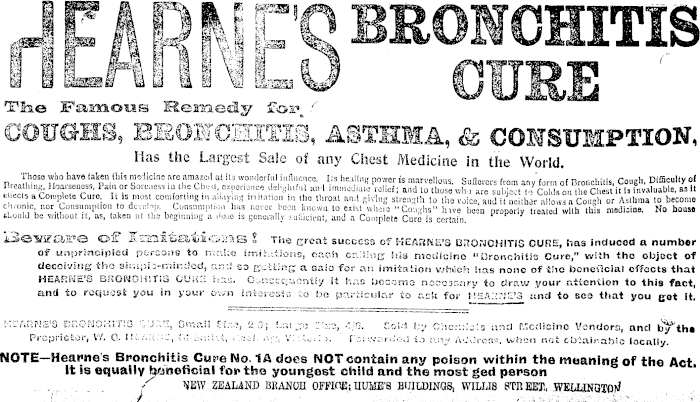 HEARNE'S BRONCHITIS
CURE
The Famous Remedy for
COUGHS, BRONCHITIS, ASTHMA, & CONSUMPTION,
Has the Largest Sale of any Chest Medicine in the World.
Those who have taken this medicine are amazed at its wonderful influence. Its healing power is marvellous. Sufferers from any form of Bronchitis, Cough, Difficulty of
Breathing, Hoarseness, Pain or Soreness in the Chest, experience delightful and immediate relief; and to those who are subject to Colds on the Chest it is invaluable, as it
effects a Complete Cure. It is most comforting in allaying irritation in the throat and giving strength to the voice, and it neither allows a Cough or Asthma to become
chronic, nor Consumption to develop. Consumption has never been known to exist where "Coughs" have been properly treated with this medicine. No house
should be without it, as, taken at the beginning a dose is generally sufficient, and a Complete Cure is certain.
Beware of Imitations! The great success of HEARNE'S BRONCHITIS CURE, has induced a number
of unprincipled persons to make imitations, each calling his medicine "Bronchitis Cure," with the object of
deceiving the simple-minded, and so getting a sale for an imitation which has none of the beneficial effects that
HEARNE'S BRONCHITIS CURE has. Consequently it has become necessary to draw your attention to this fact,
and to request you in your own interests to be particular to ask for HEARNE'S and to see that you get it.
HEARNE'S BRONCHITIS CURE, Small Size, 2/6; Large Size, 4/6. Sold by Chemists and Medicine Vendors, and by the
Proprietor, W. G. HEARNE, Chemist, Geelong, Victoria. Forwarded to any Address, when not obtainable locally.
NOTE—Hearne's Bronchitis Cure No. 1A does NOT contain any poison within the meaning of the Act.
It is equally beneficial for the youngest child and the most ged person
NEW ZEALAND BRANCH OFFICE; HUME'S BUILDINGS, WILLIS STREET, WELLINGTON